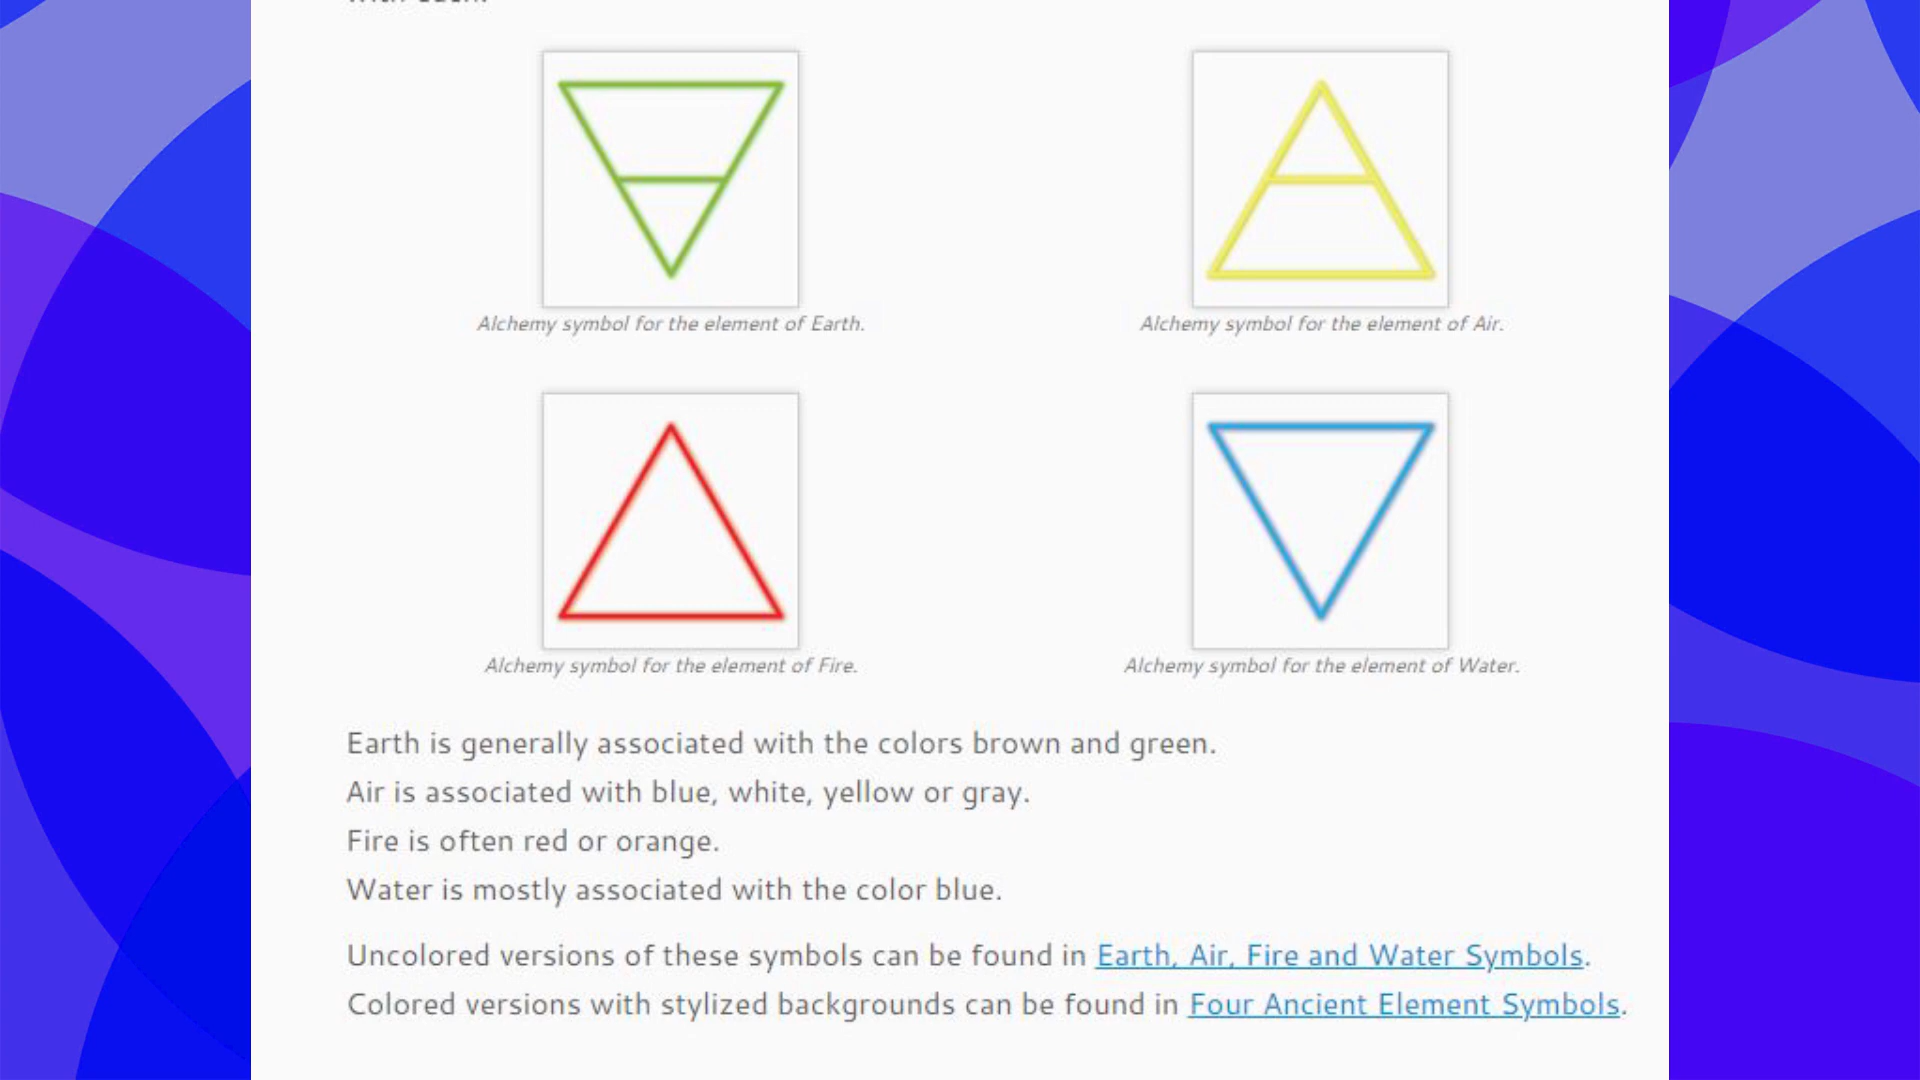 Alchemy symbol for the element of Earth.
Alchemy symbol for the element of Air.
Alchemy symbol for the element of Fire.
Alchemy symbol for the element of Water.
Earth is generally associated with the colors brown and green.
Air is associated with blue, white, yellow or gray.
Fire is often red or orange.
Water is mostly associated with the color blue.
Uncolored versions of these symbols can be found in Earth, Air, Fire and Water Symbols.
Colored versions with stylized backgrounds can be found in Four Ancient Element Symbols.